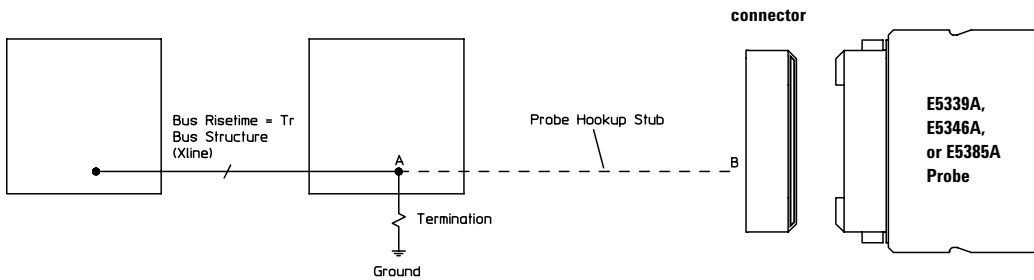 connector
Bus Risetime = Tr
Bus Structure
(Xline)
A
Probe Hookup Stub
B
E5339A,
E5346A,
or E5385A
Probe
Termination
Ground